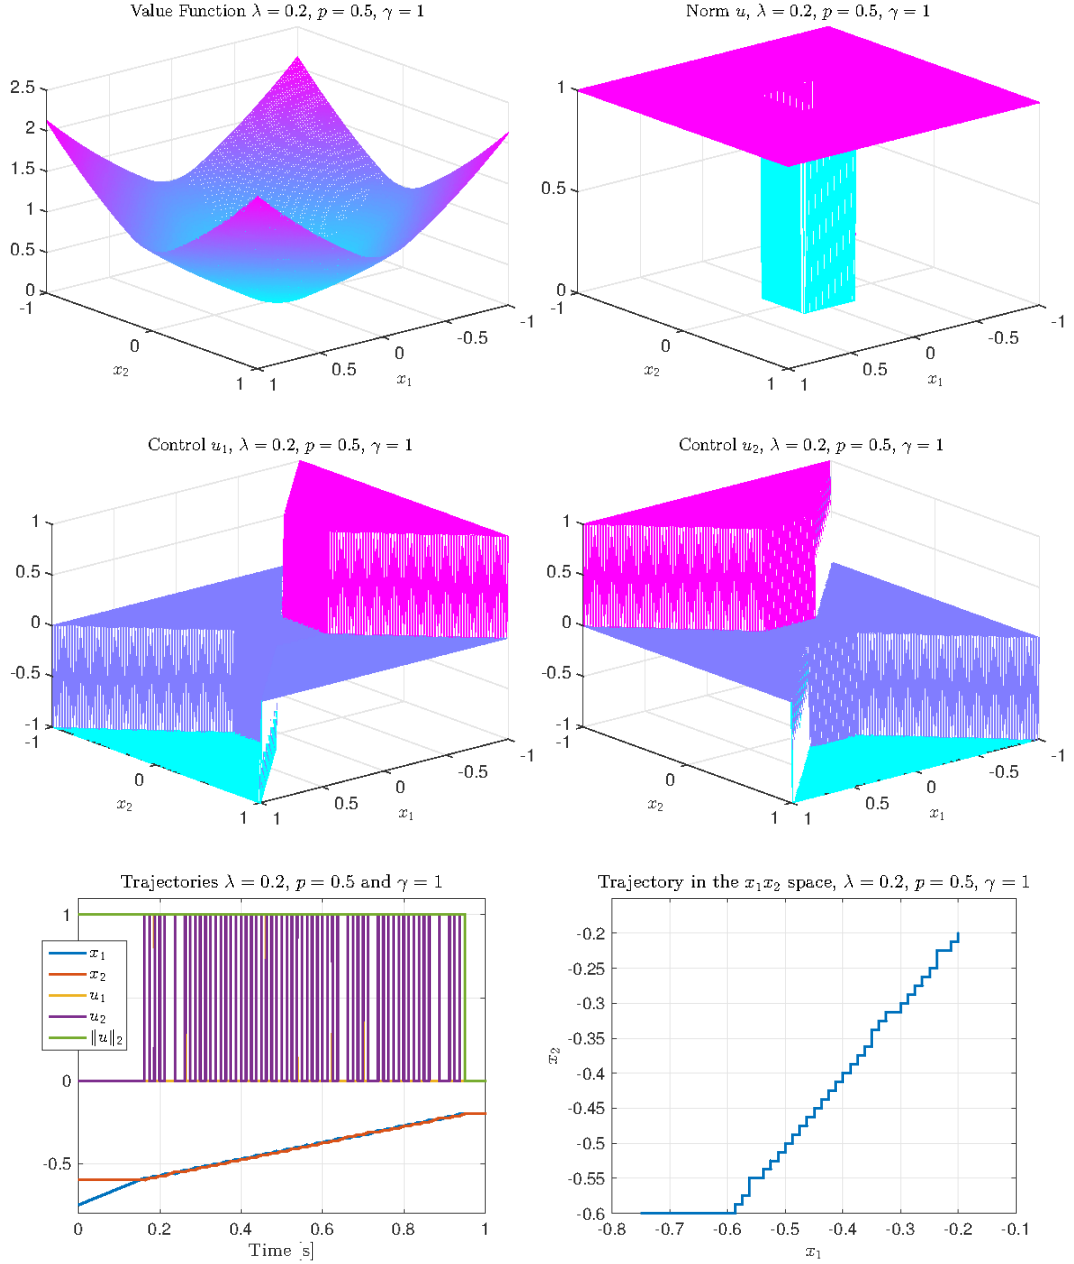 Value Function λ = 0.2, p = 0.5, γ = 1
2.5
2
1.5
1
0.5
0
-1
0
1
x₂
1
0.5
0
-0.5
-1
x₁
Norm u, λ = 0.2, p = 0.5, γ = 1
1
0.5
0
-1
0
1
x₂
1
0.5
0
-0.5
-1
x₁
Control u₁, λ = 0.2, p = 0.5, γ = 1
1
0.5
0
-0.5
-1
-1
0
1
x₂
1
0.5
0
-0.5
-1
x₁
Control u₂, λ = 0.2, p = 0.5, γ = 1
1
0.5
0
-0.5
-1
-1
0
1
x₂
1
0.5
0
-0.5
-1
x₁
Trajectories λ = 0.2, p = 0.5 and γ = 1
1
0
-0.5
x₁
x₂
u₁
u₂
‖u‖₂
0 0.2 0.4 0.6 0.8 1
Time [s]
Trajectory in the x₁x₂ space, λ = 0.2, p = 0.5, γ = 1
-0.2
-0.25
-0.3
-0.35
-0.4
-0.45
-0.5
-0.55
-0.6
x₂
-0.8 -0.7 -0.6 -0.5 -0.4 -0.3 -0.2 -0.1
x₁